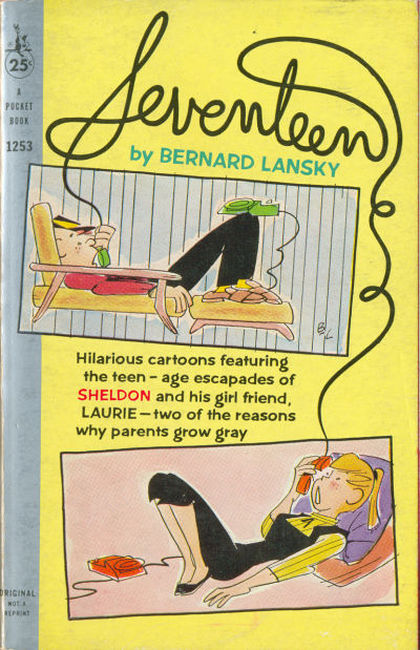 25¢
A
POCKET
BOOK
1253
Seventeen
by BERNARD LANSKY
BL
Hilarious cartoons featuring
the teen-age escapades of
SHELDON and his girl friend,
LAURIE—two of the reasons
why parents grow gray
ORIGINAL
NOT A
REPRINT